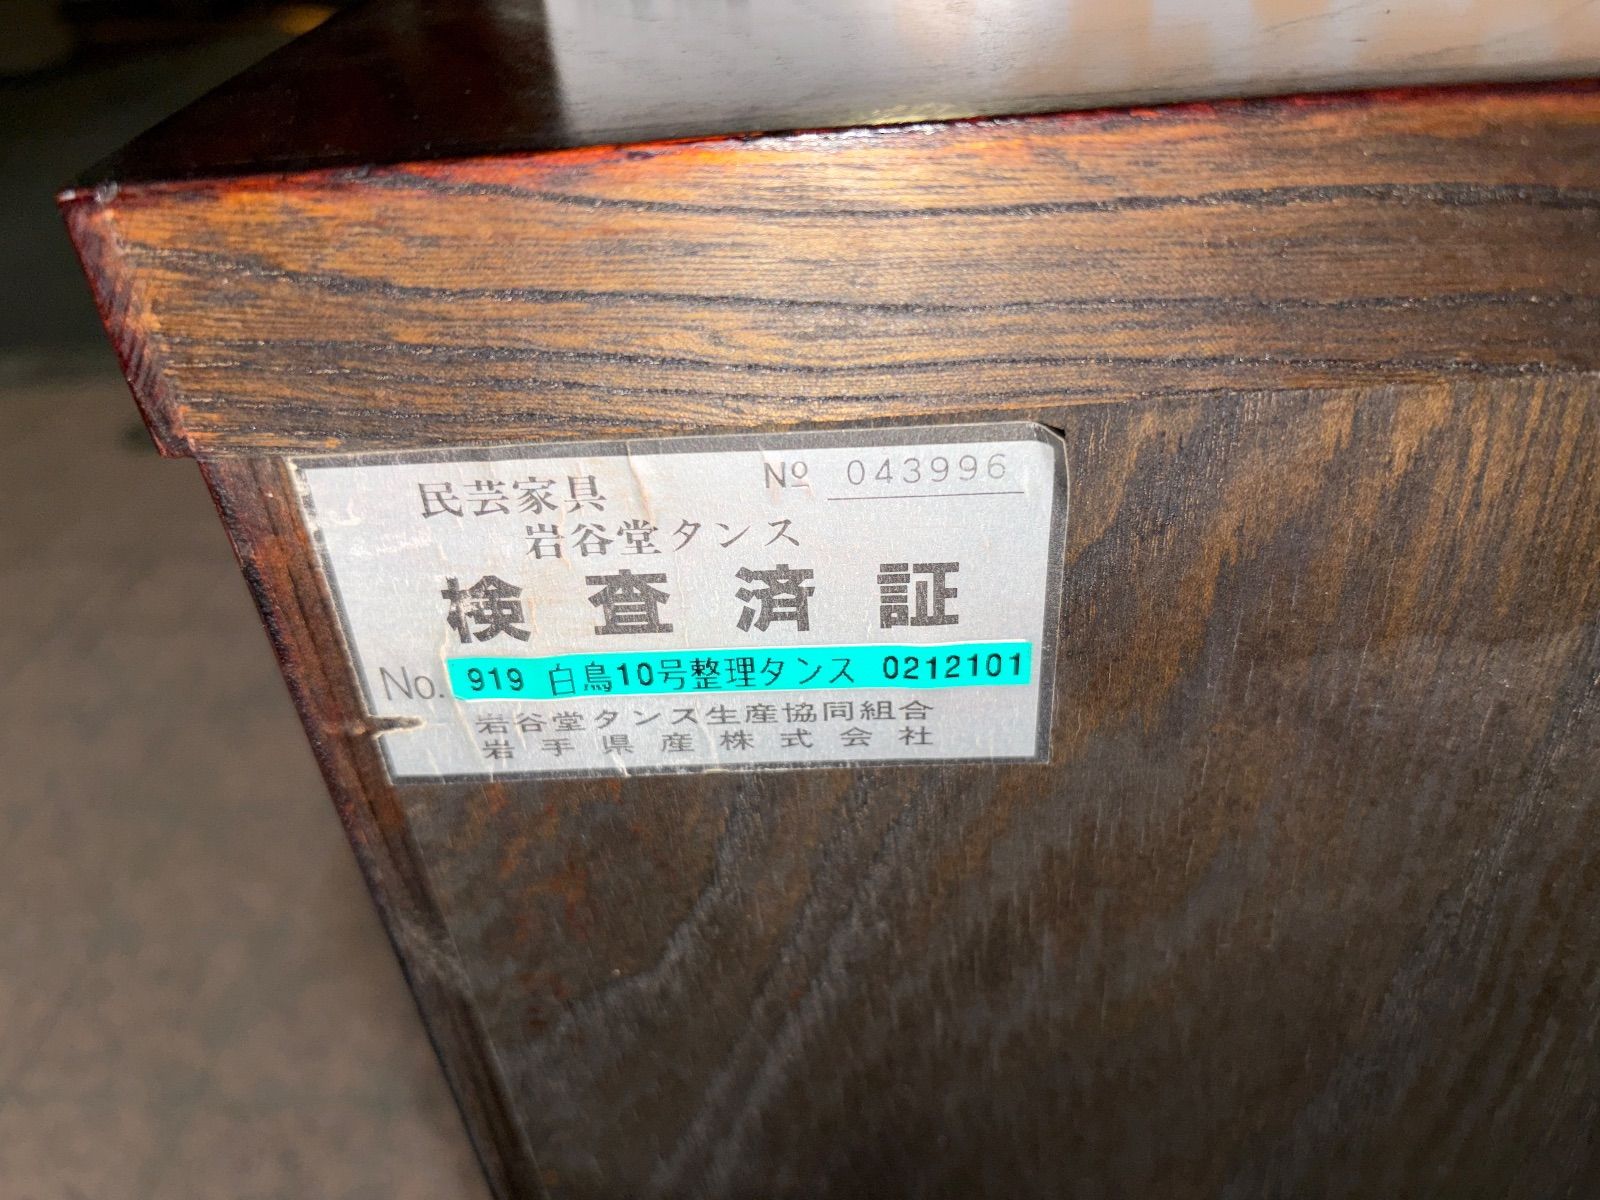 民芸家具 № 043996
岩谷堂タンス
検査済証
No. 919 白鳥10号整理タンス 0212101
岩谷堂タンス生産協同組合
岩手県産株式会社